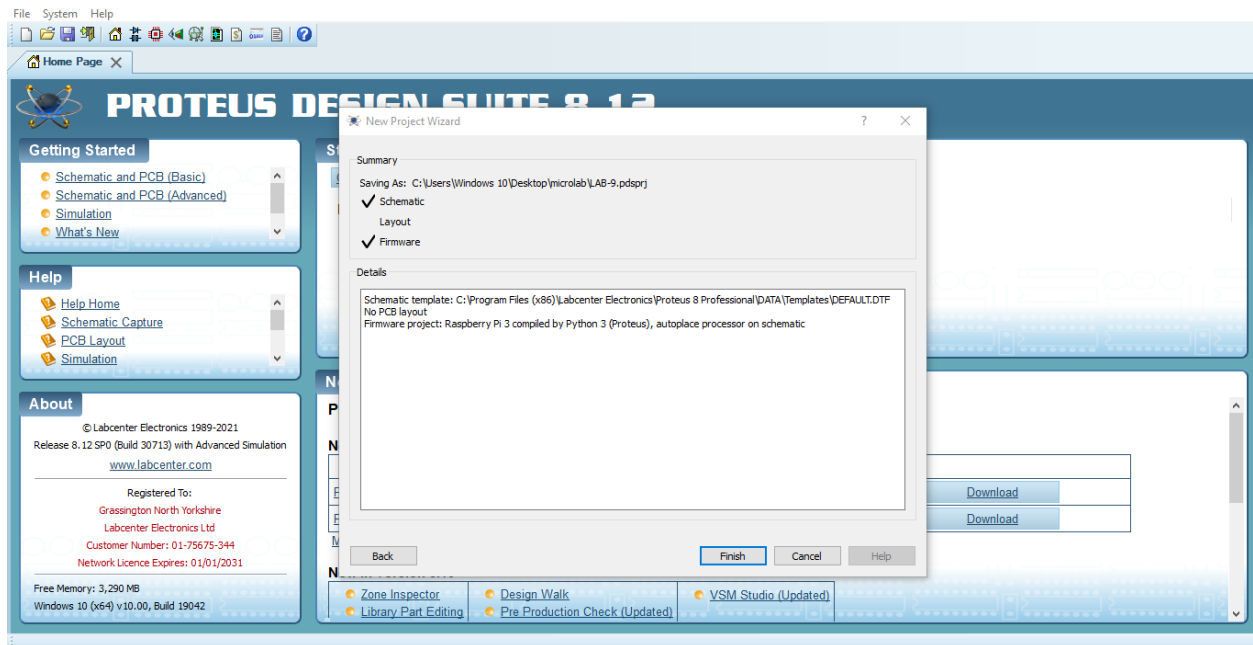 File System Help
Home Page
PROTEUS DESIGN SUITE 8.12
Getting Started
Schematic and PCB (Basic)
Schematic and PCB (Advanced)
Simulation
What's New
Help
Help Home
Schematic Capture
PCB Layout
Simulation
About
© Labcenter Electronics 1989-2021
Release 8.12 SP0 (Build 30713) with Advanced Simulation
www.labcenter.com
Registered To:
Grassington North Yorkshire
Labcenter Electronics Ltd
Customer Number: 01-75675-344
Network Licence Expires: 01/01/2031
Free Memory: 3,290 MB
Windows 10 (x64) v10.00, Build 19042
New Project Wizard
?
Summary
Saving As: C:\Users\Windows 10\Desktop\microlab\LAB-9.pdsprj
Schematic
Layout
Firmware
Details
Schematic template: C:\Program Files (x86)\Labcenter Electronics\Proteus 8 Professional\DATA\Templates\DEFAULT.DTF
No PCB layout
Firmware project: Raspberry Pi 3 compiled by Python 3 (Proteus), autoplace processor on schematic
Back Finish Cancel Help
Download
Download
Zone Inspector Design Walk VSM Studio (Updated)
Library Part Editing Pre Production Check (Updated)